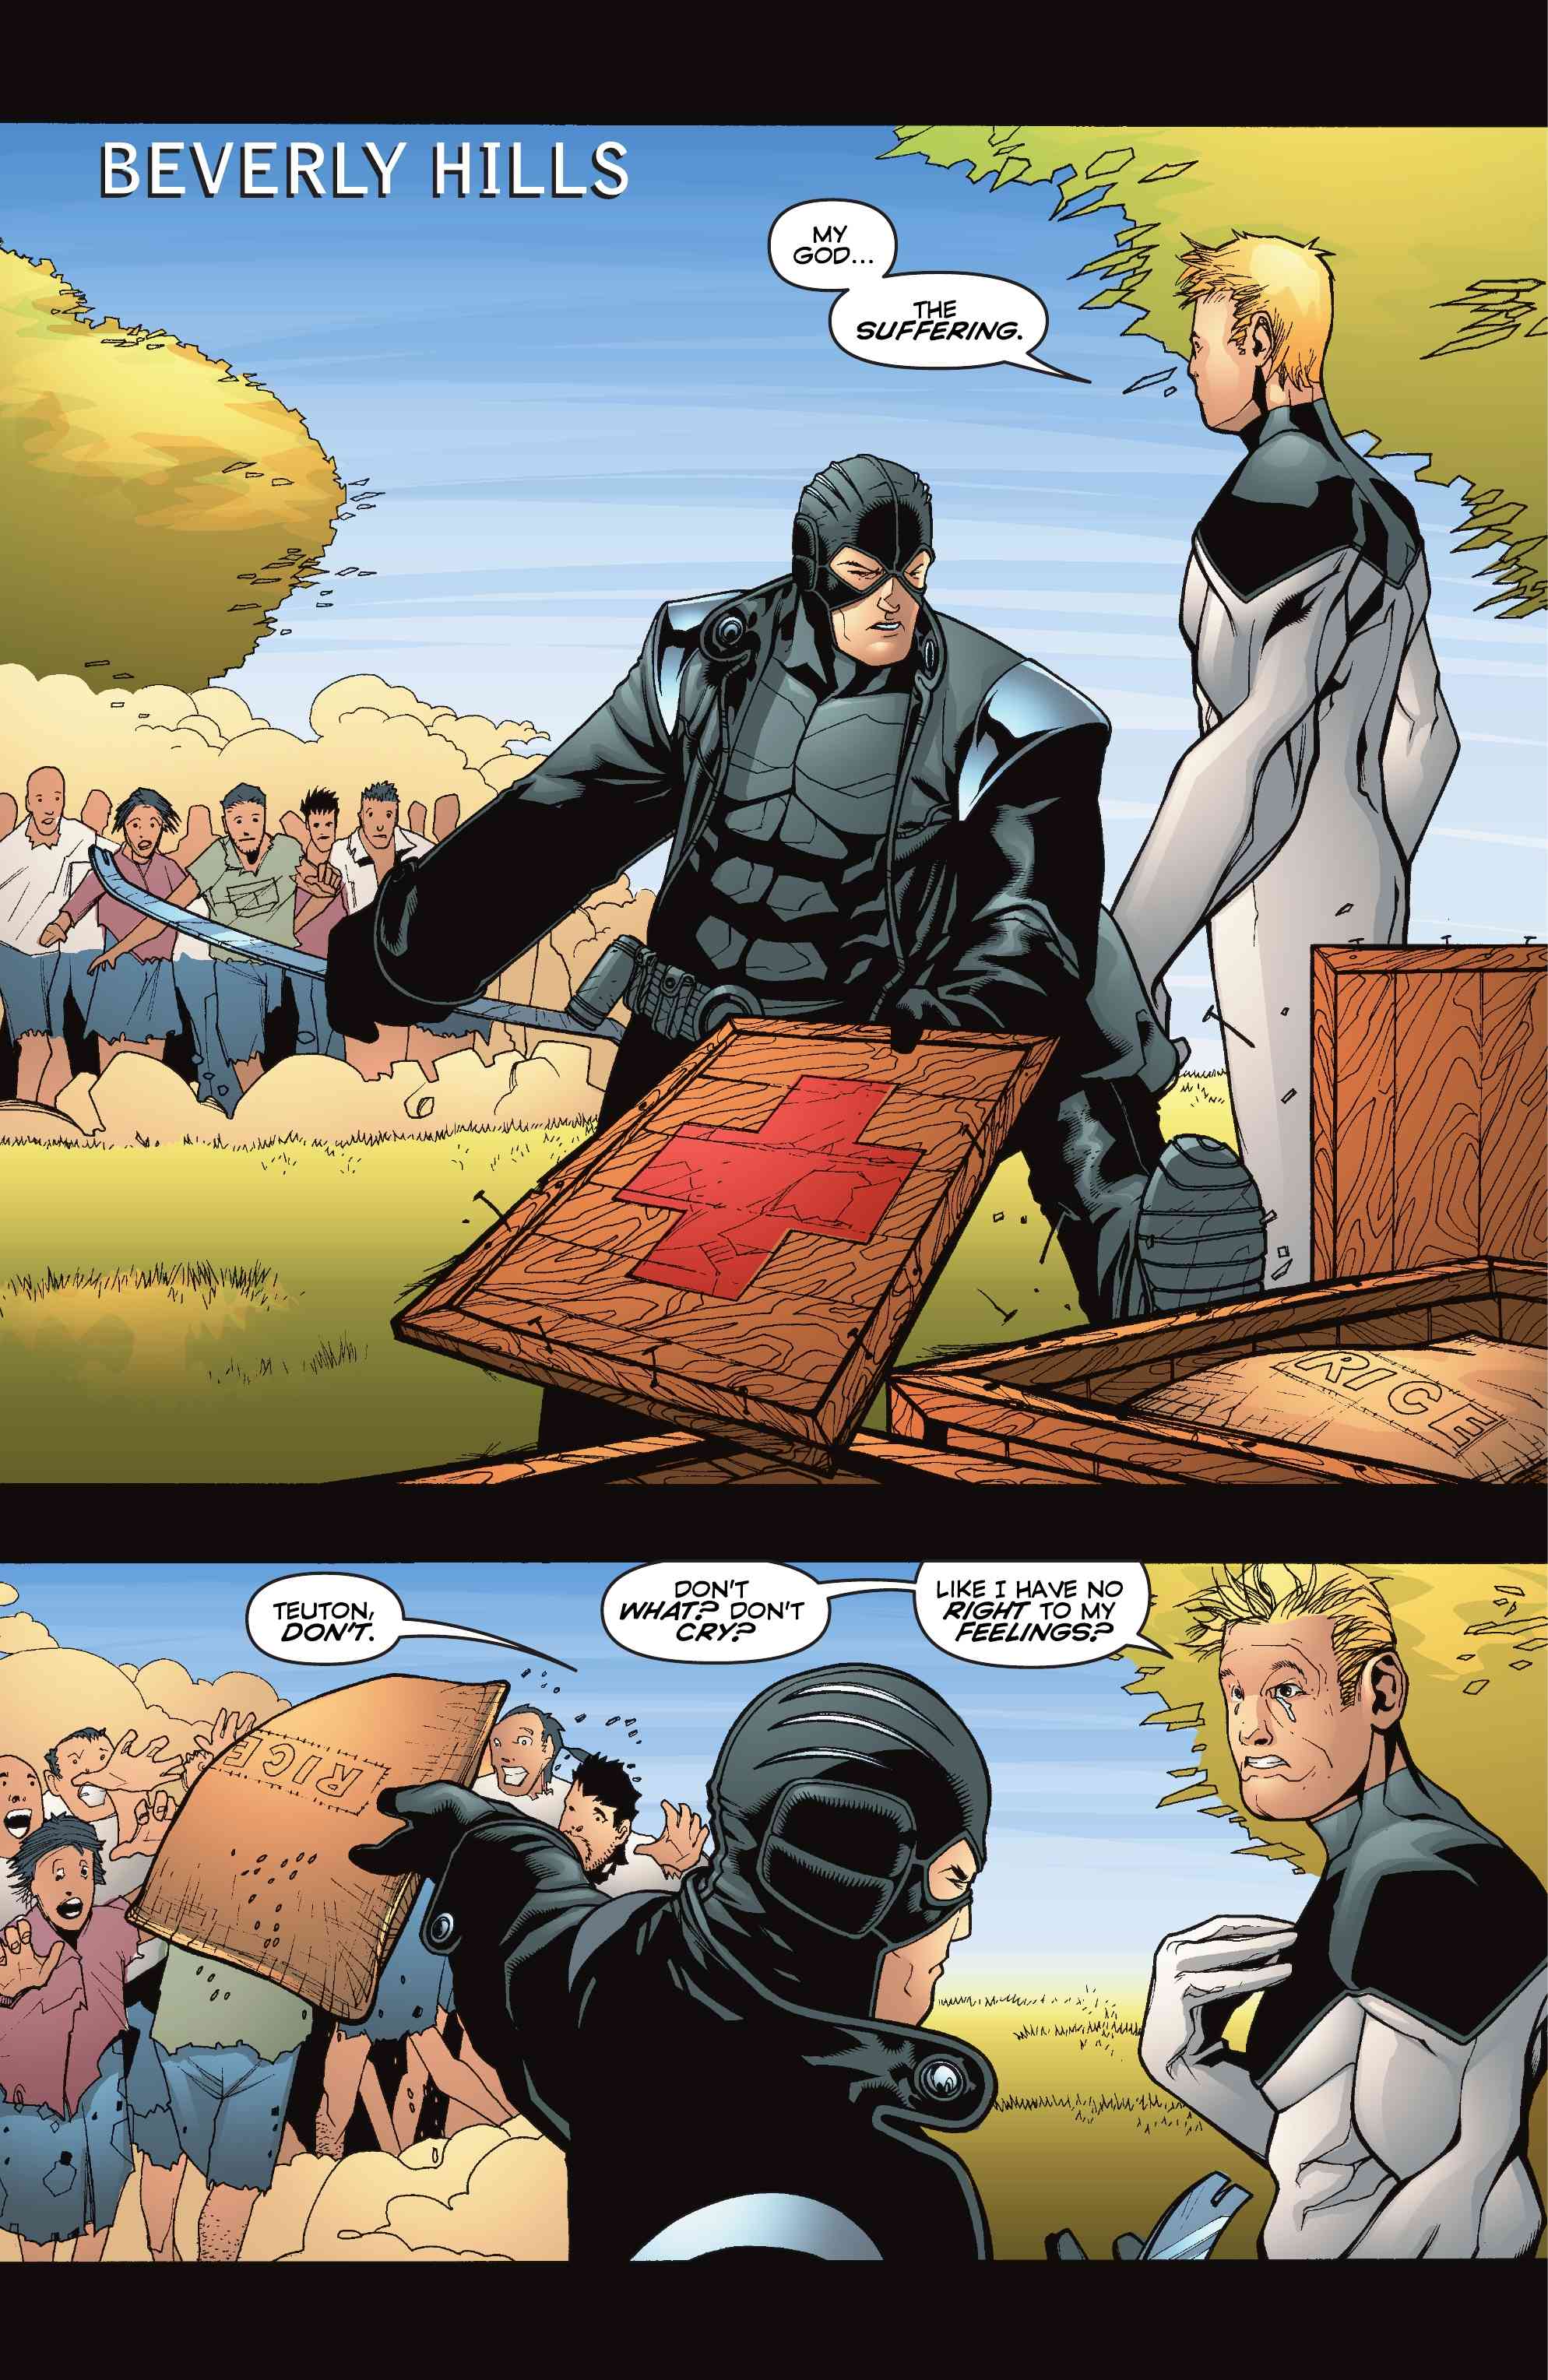 BEVERLY HILLS
MY
GOD...
THE
SUFFERING.
RICE
TEUTON,
DON'T.
DON'T
WHAT? DON'T
CRY?
LIKE I HAVE NO
RIGHT TO MY
FEELINGS?
RICE